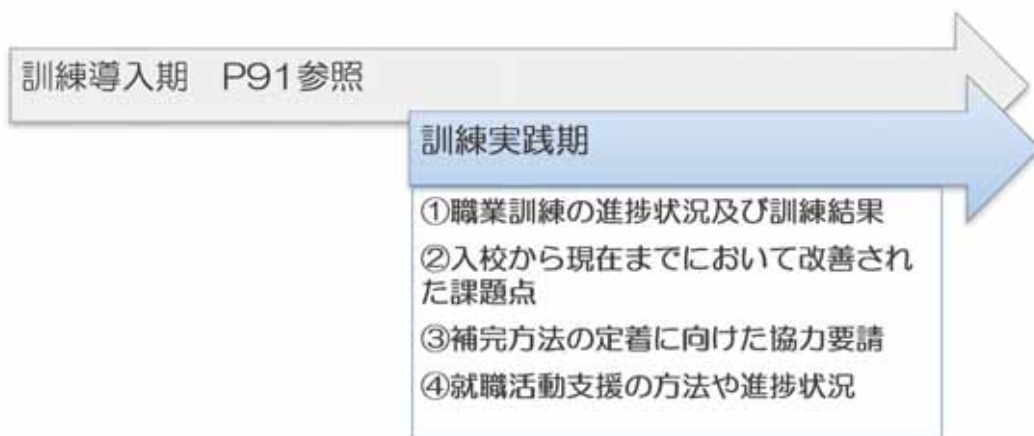 訓練導入期　P91参照
訓練実践期
①職業訓練の進捗状況及び訓練結果
②入校から現在までにおいて改善され
た課題点
③補完方法の定着に向けた協力要請
④就職活動支援の方法や進捗状況